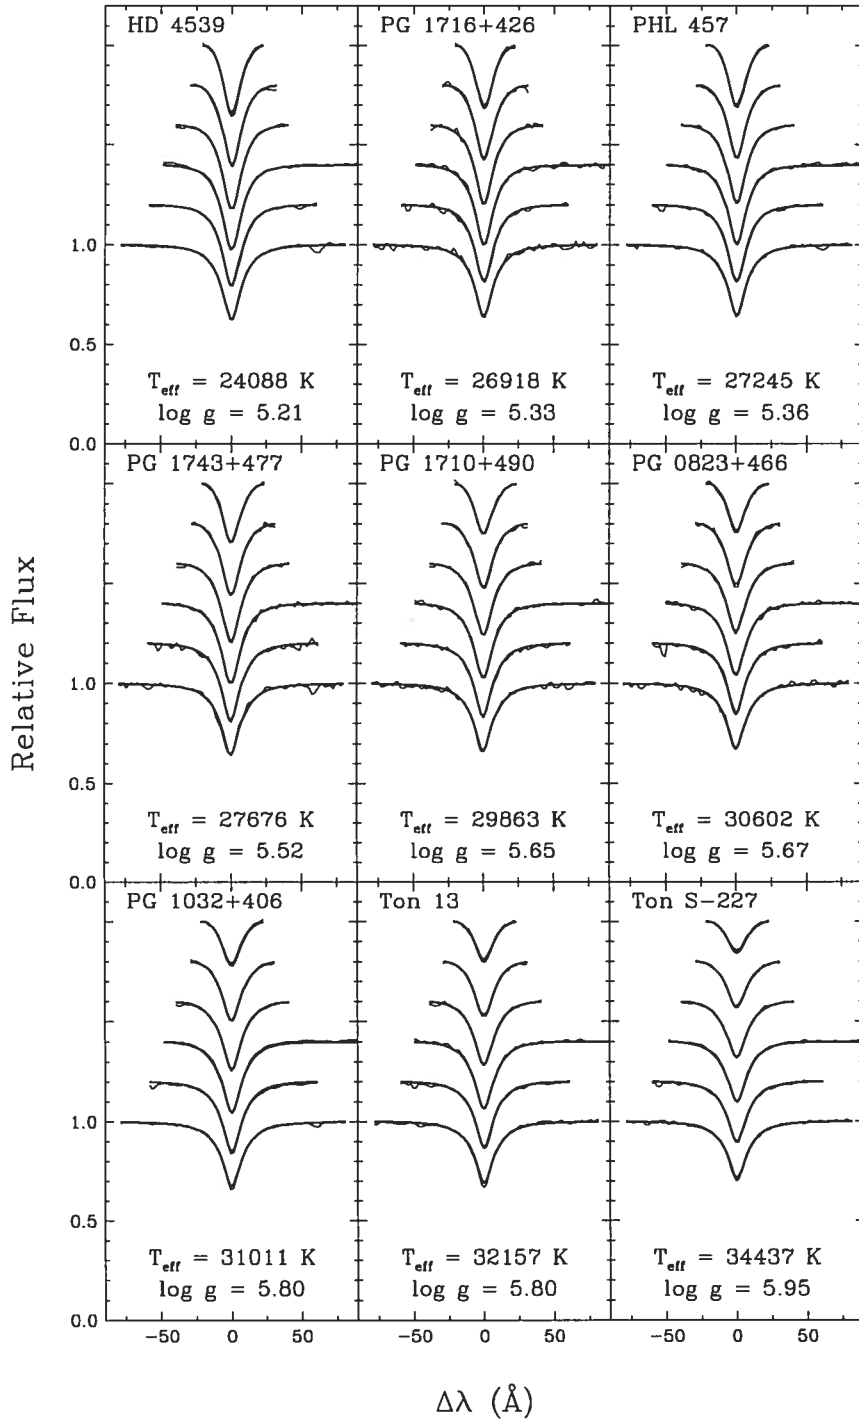 HD 4539
PG 1716+426
PHL 457
1.0
0.5
0.0
T_eff = 24088 K
log g = 5.21
T_eff = 26918 K
log g = 5.33
T_eff = 27245 K
log g = 5.36
PG 1743+477
PG 1710+490
PG 0823+466
1.0
0.5
0.0
T_eff = 27676 K
log g = 5.52
T_eff = 29863 K
log g = 5.65
T_eff = 30602 K
log g = 5.67
PG 1032+406
Ton 13
Ton S-227
1.0
0.5
0.0
T_eff = 31011 K
log g = 5.80
T_eff = 32157 K
log g = 5.80
T_eff = 34437 K
log g = 5.95
-50 0 50
-50 0 50
-50 0 50
Relative Flux
Δλ (Å)